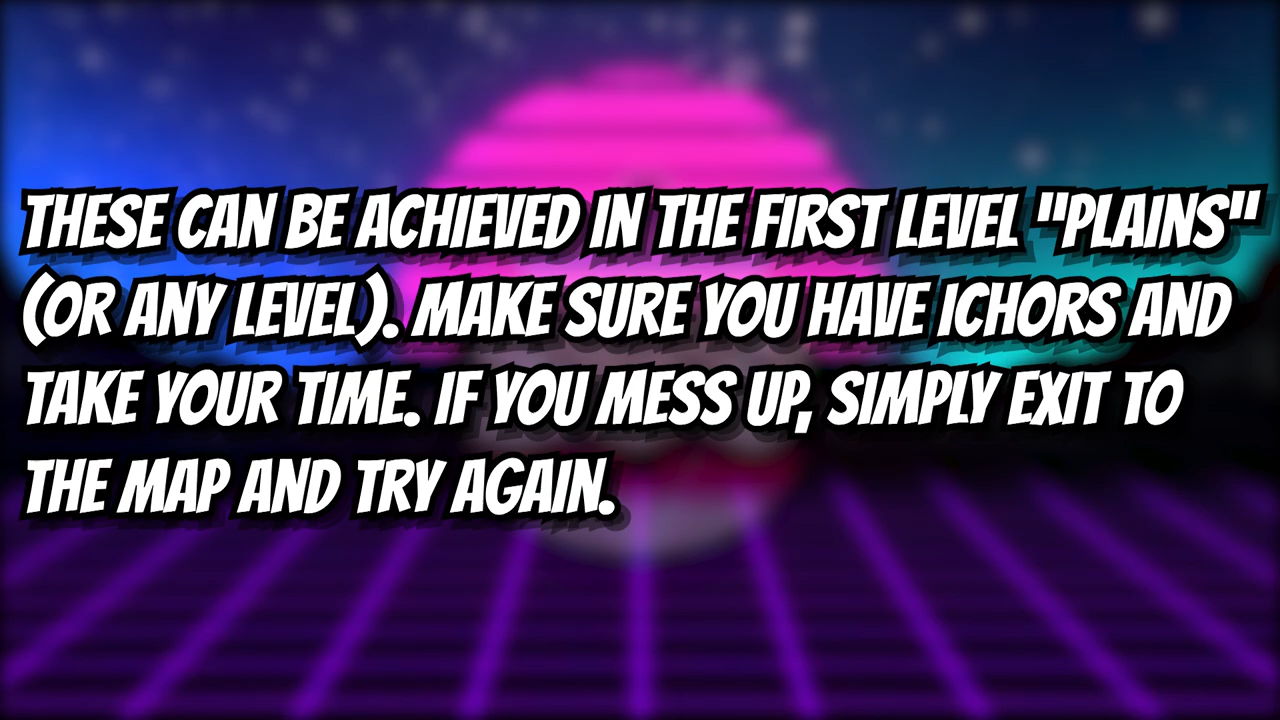 THESE CAN BE ACHIEVED IN THE FIRST LEVEL "PLAINS"
(OR ANY LEVEL). MAKE SURE YOU HAVE ICHORS AND
TAKE YOUR TIME. IF YOU MESS UP, SIMPLY EXIT TO
THE MAP AND TRY AGAIN.